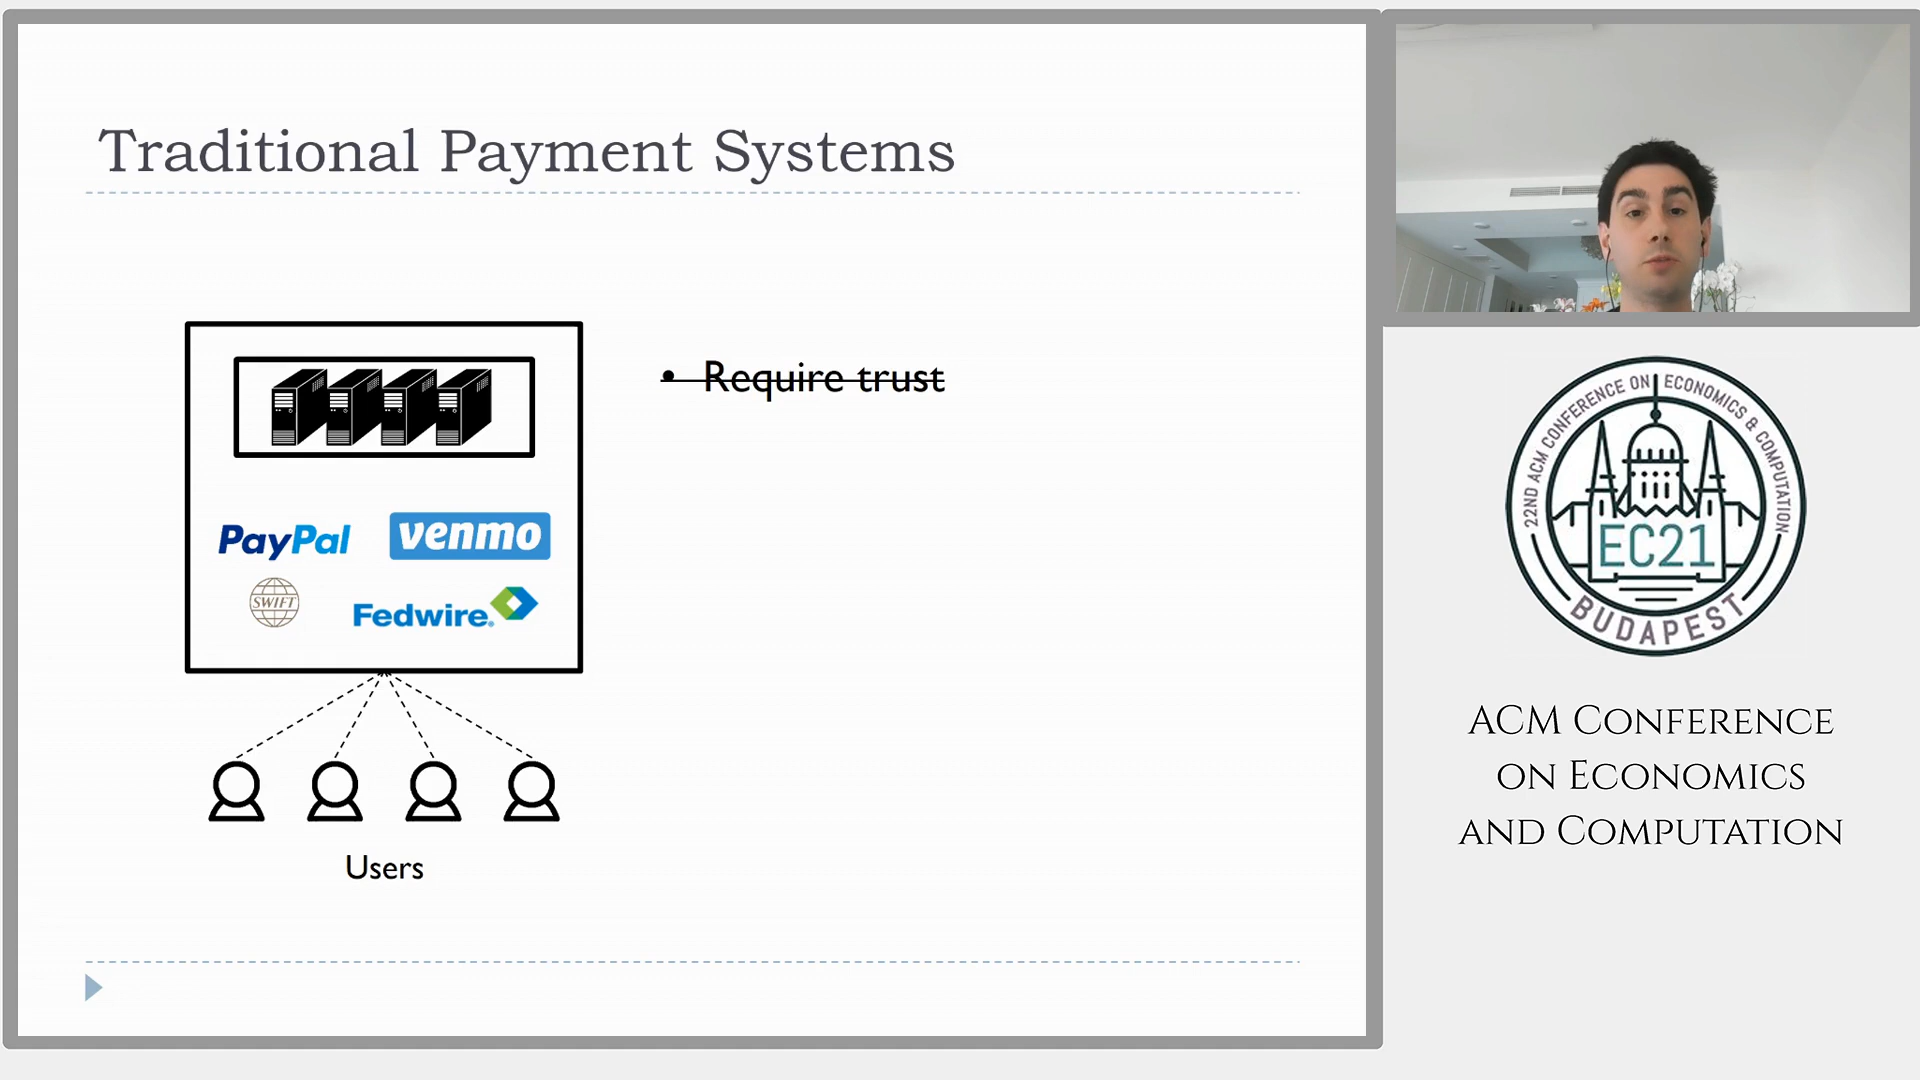 Traditional Payment Systems
• Require trust
PayPal
venmo
SWIFT
Fedwire®
Users
22ND ACM CONFERENCE ON ECONOMICS & COMPUTATION
EC21
BUDAPEST
ACM Conference
on Economics
and Computation